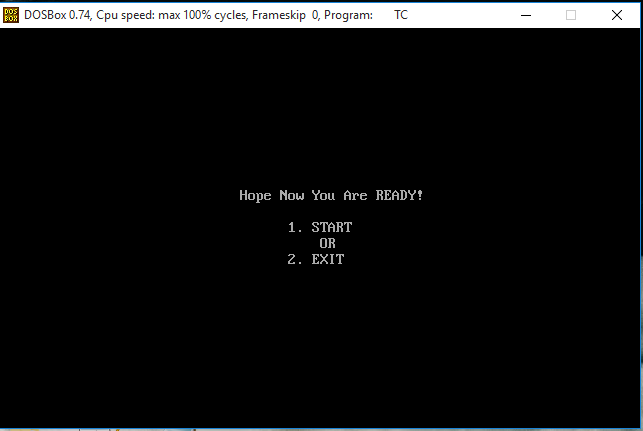 DOS
BOX
DOSBox 0.74, Cpu speed: max 100% cycles, Frameskip 0, Program: TC
Hope Now You Are READY!
1. START
OR
2. EXIT